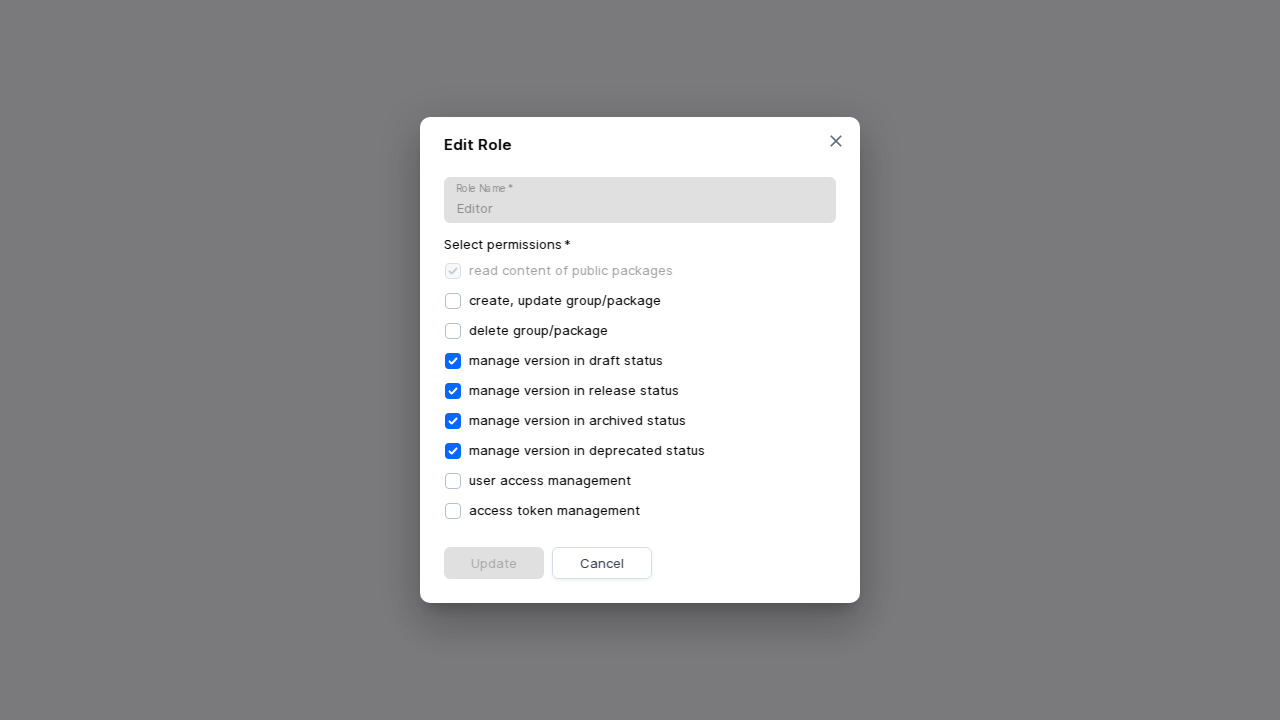 Edit Role
Role Name *
Editor
Select permissions *
read content of public packages
create, update group/package
delete group/package
manage version in draft status
manage version in release status
manage version in archived status
manage version in deprecated status
user access management
access token management
Update
Cancel